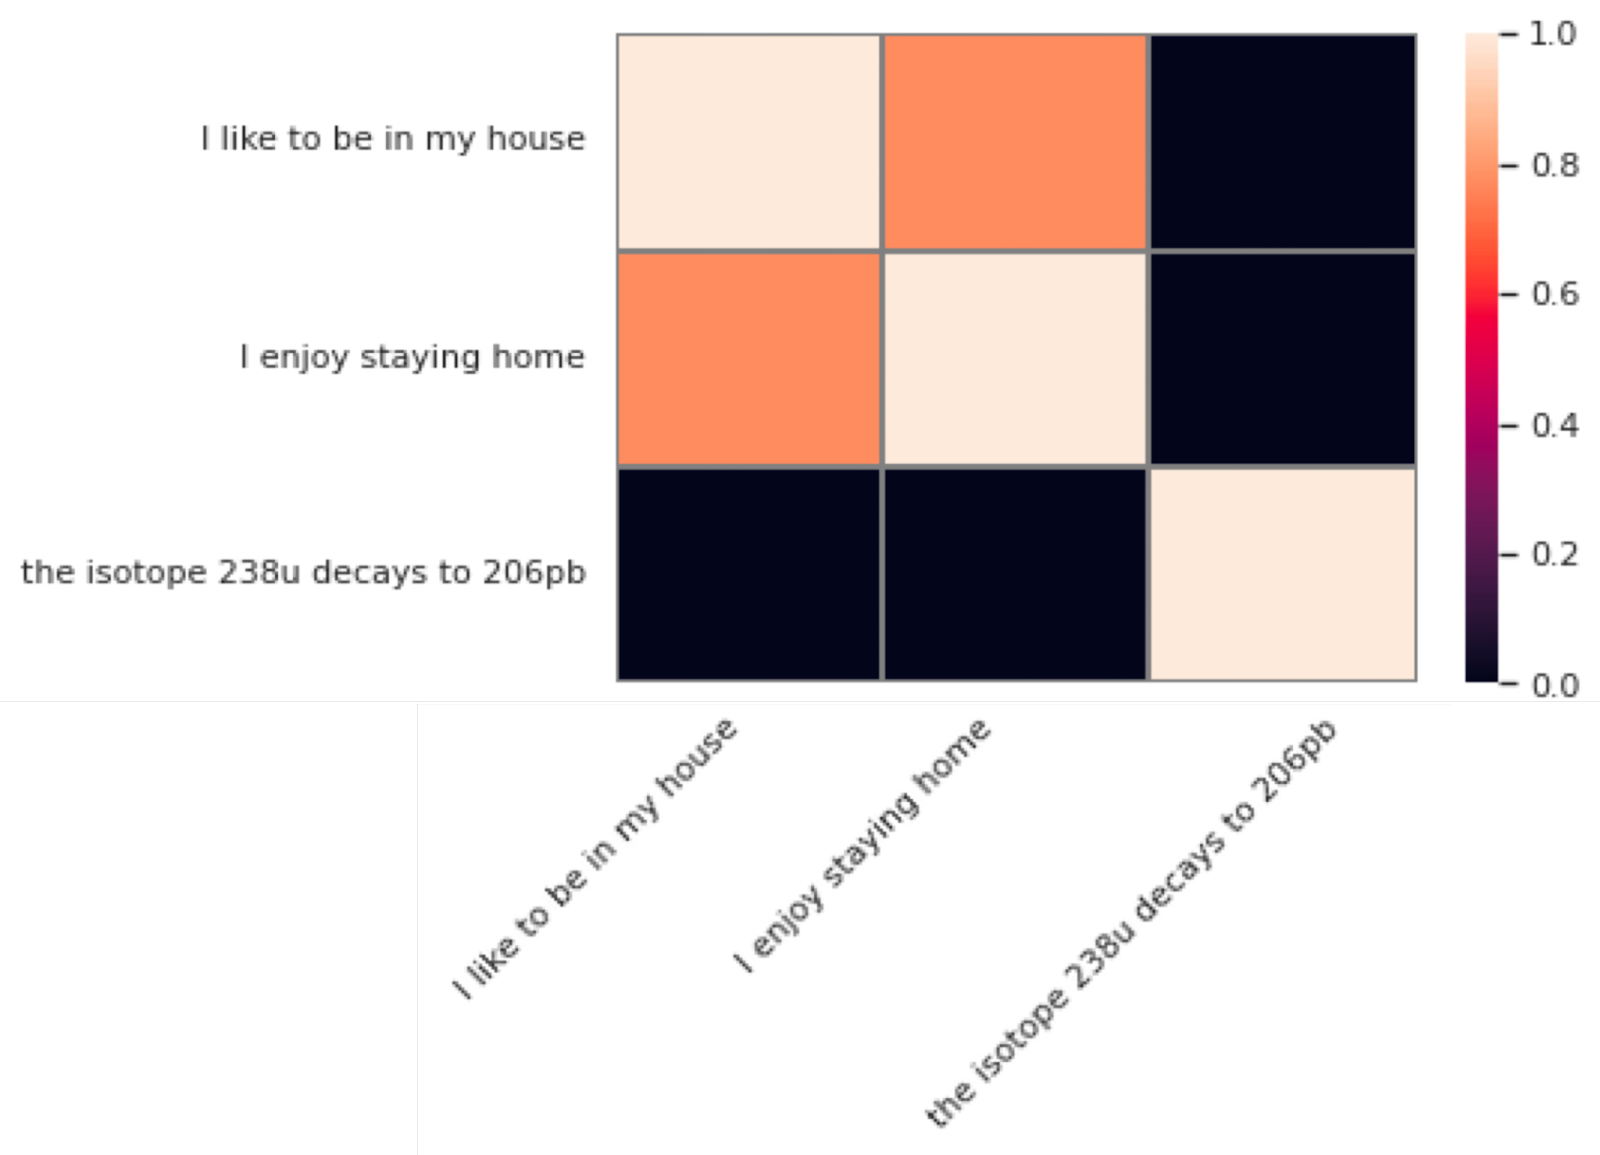 I like to be in my house
I enjoy staying home
the isotope 238u decays to 206pb
1.0
0.8
0.6
0.4
0.2
0.0
I like to be in my house
I enjoy staying home
the isotope 238u decays to 206pb